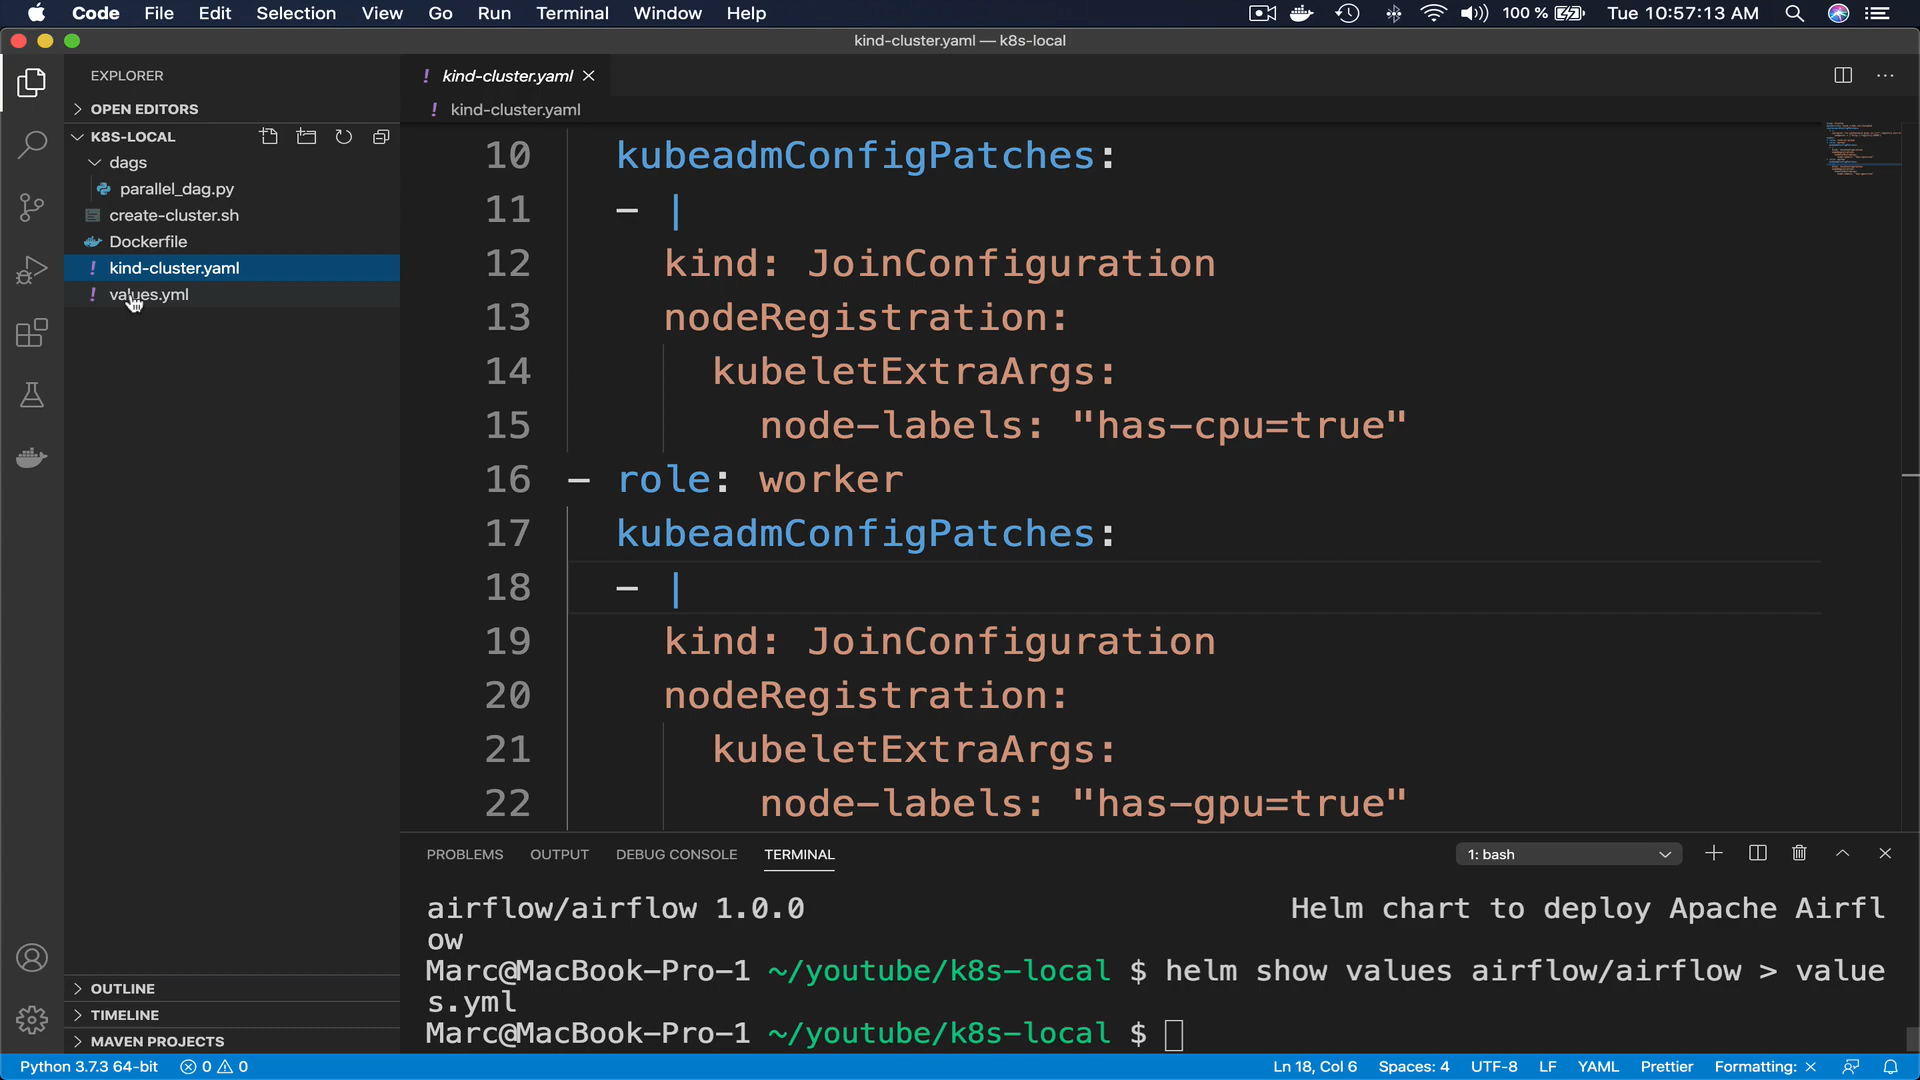 Code File Edit Selection View Go Run Terminal Window Help 100 % Tue 10:57:13 AM
kind-cluster.yaml — k8s-local
EXPLORER
OPEN EDITORS
K8S-LOCAL
dags
parallel_dag.py
create-cluster.sh
Dockerfile
! kind-cluster.yaml
! values.yml
OUTLINE
TIMELINE
MAVEN PROJECTS
! kind-cluster.yaml
! kind-cluster.yaml
10 kubeadmConfigPatches:
11 - |
12 kind: JoinConfiguration
13 nodeRegistration:
14 kubeletExtraArgs:
15 node-labels: "has-cpu=true"
16 - role: worker
17 kubeadmConfigPatches:
18 - |
19 kind: JoinConfiguration
20 nodeRegistration:
21 kubeletExtraArgs:
22 node-labels: "has-gpu=true"
PROBLEMS OUTPUT DEBUG CONSOLE TERMINAL 1: bash
airflow/airflow 1.0.0 Helm chart to deploy Apache Airfl
ow
Marc@MacBook-Pro-1 ~/youtube/k8s-local $ helm show values airflow/airflow > value
s.yml
Marc@MacBook-Pro-1 ~/youtube/k8s-local $
Python 3.7.3 64-bit 0 0 Ln 18, Col 6 Spaces: 4 UTF-8 LF YAML Prettier Formatting: ×